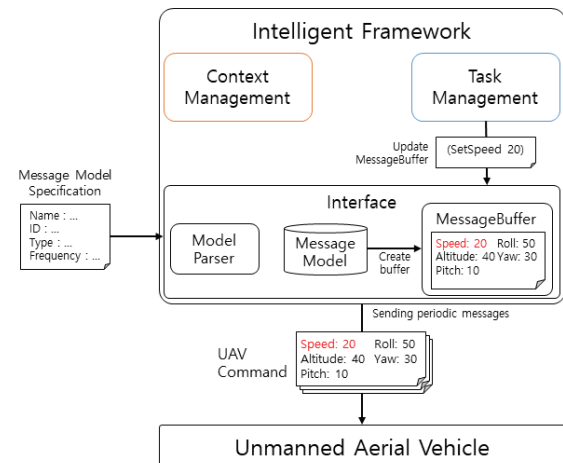 Intelligent Framework
Context
Management
Task
Management
Update
MessageBuffer
(SetSpeed 20)
Message Model
Specification
Name : ...
ID : ...
Type : ...
Frequency : ...
Interface
Model
Parser
Message
Model
Create
buffer
MessageBuffer
Speed: 20 Roll: 50
Altitude: 40 Yaw: 30
Pitch: 10
Sending periodic messages
UAV
Command
Speed: 20 Roll: 50
Altitude: 40 Yaw: 30
Pitch: 10
Unmanned Aerial Vehicle